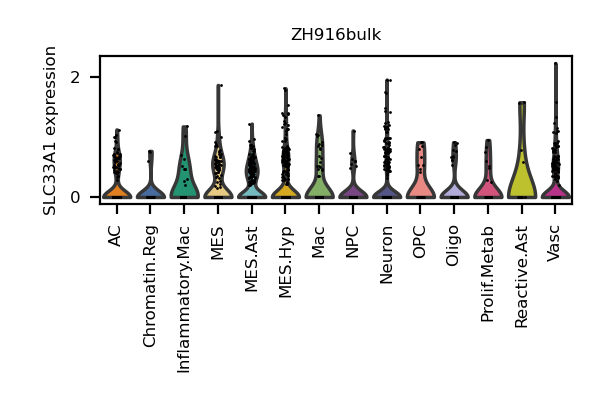 ZH916bulk
SLC33A1 expression
2
0
AC
Chromatin.Reg
Inflammatory.Mac
MES
MES.Ast
MES.Hyp
Mac
NPC
Neuron
OPC
Oligo
Prolif.Metab
Reactive.Ast
Vasc